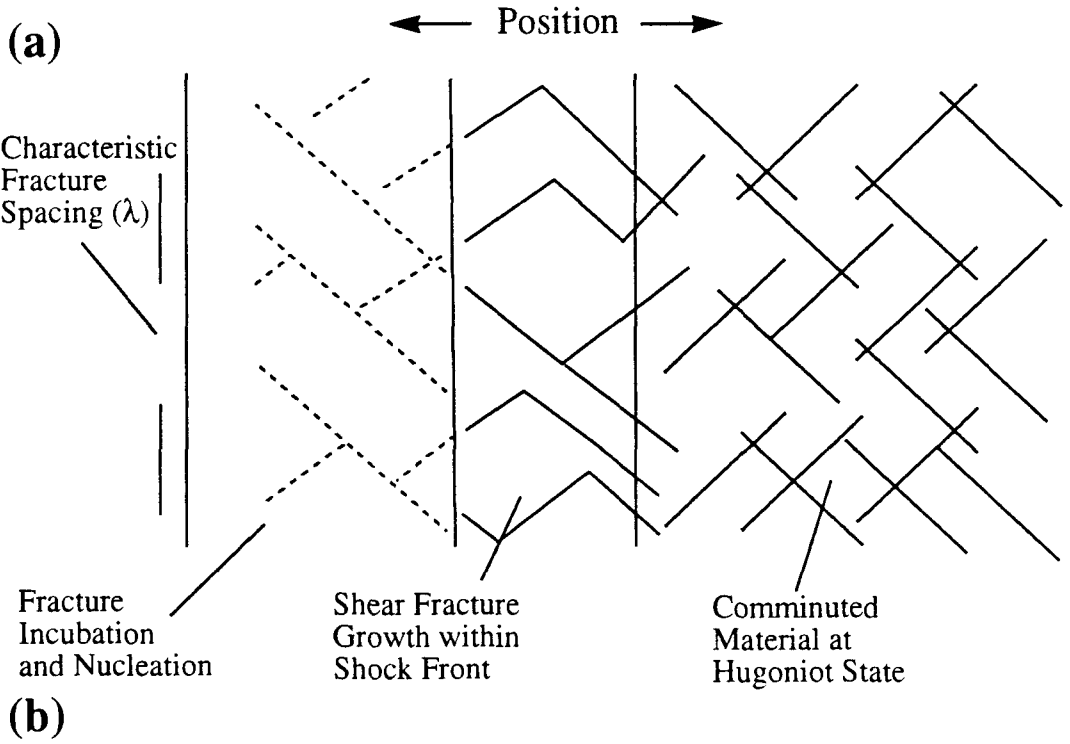 (a)
Position
Characteristic
Fracture
Spacing (λ)
Fracture
Incubation
and Nucleation
Shear Fracture
Growth within
Shock Front
Comminuted
Material at
Hugoniot State
(b)